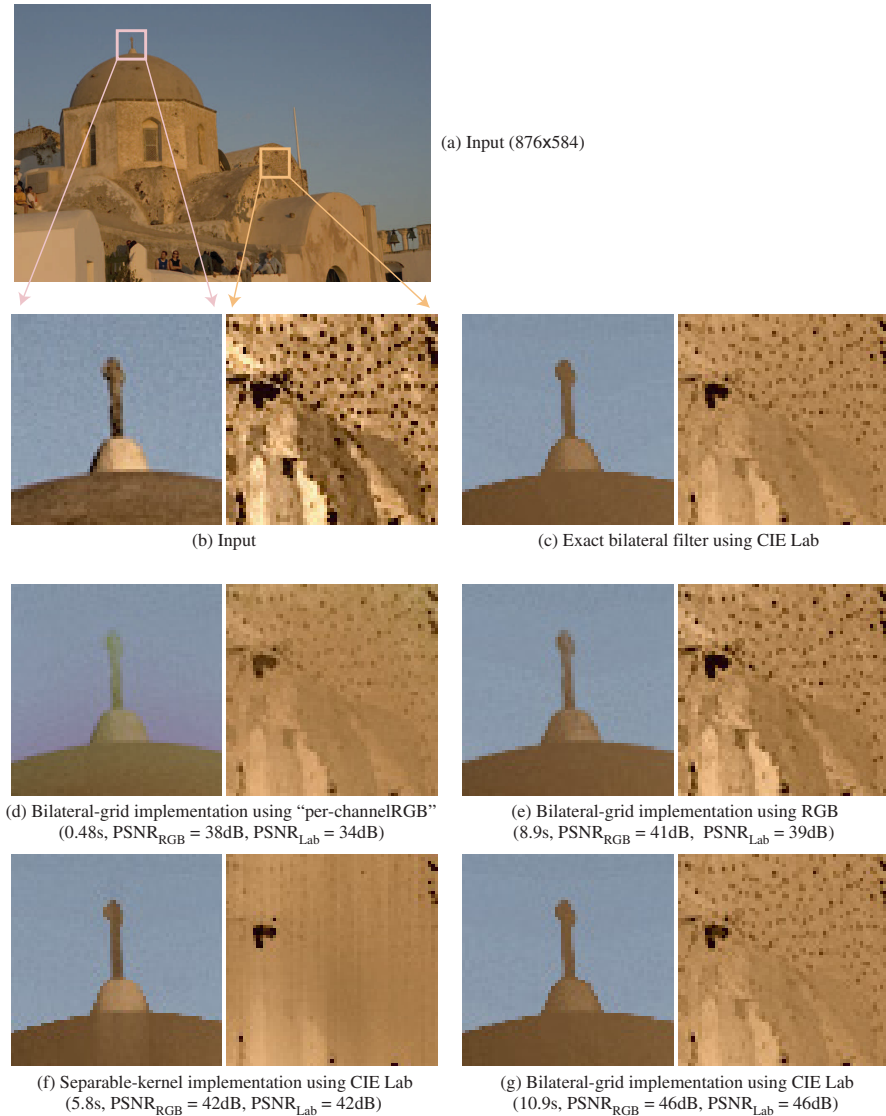 (a) Input (876x584)
(b) Input
(c) Exact bilateral filter using CIE Lab
(d) Bilateral-grid implementation using “per-channelRGB”
(0.48s, PSNR_RGB = 38dB, PSNR_Lab = 34dB)
(e) Bilateral-grid implementation using RGB
(8.9s, PSNR_RGB = 41dB, PSNR_Lab = 39dB)
(f) Separable-kernel implementation using CIE Lab
(5.8s, PSNR_RGB = 42dB, PSNR_Lab = 42dB)
(g) Bilateral-grid implementation using CIE Lab
(10.9s, PSNR_RGB = 46dB, PSNR_Lab = 46dB)